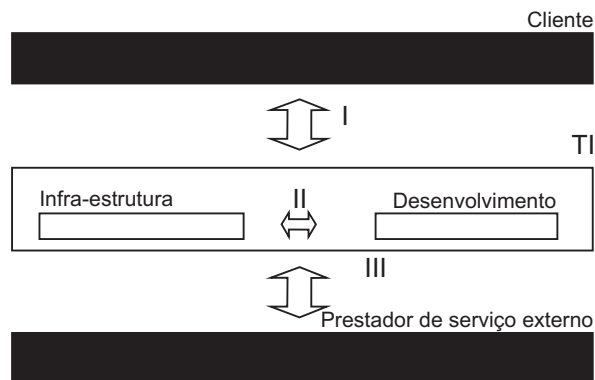 Cliente
I
TI
Infra-estrutura
II
Desenvolvimento
III
Prestador de serviço externo